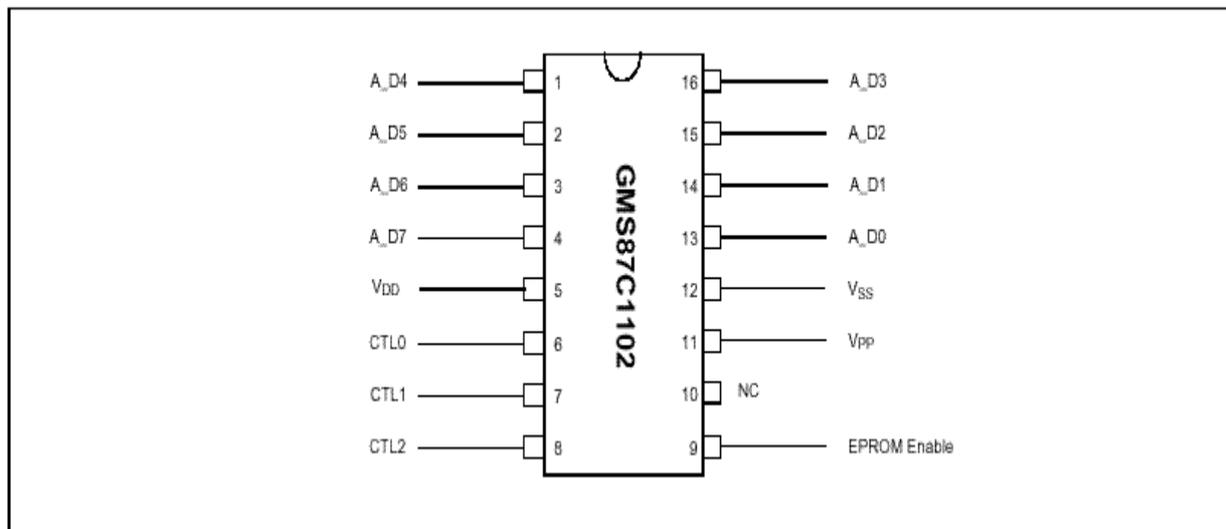 A_D4 1 16 A_D3
A_D5 2 15 A_D2
A_D6 3 14 A_D1
A_D7 4 13 A_D0
VDD 5 12 VSS
CTL0 6 11 VPP
CTL1 7 10 NC
CTL2 8 9 EPROM Enable
GMS87C1102